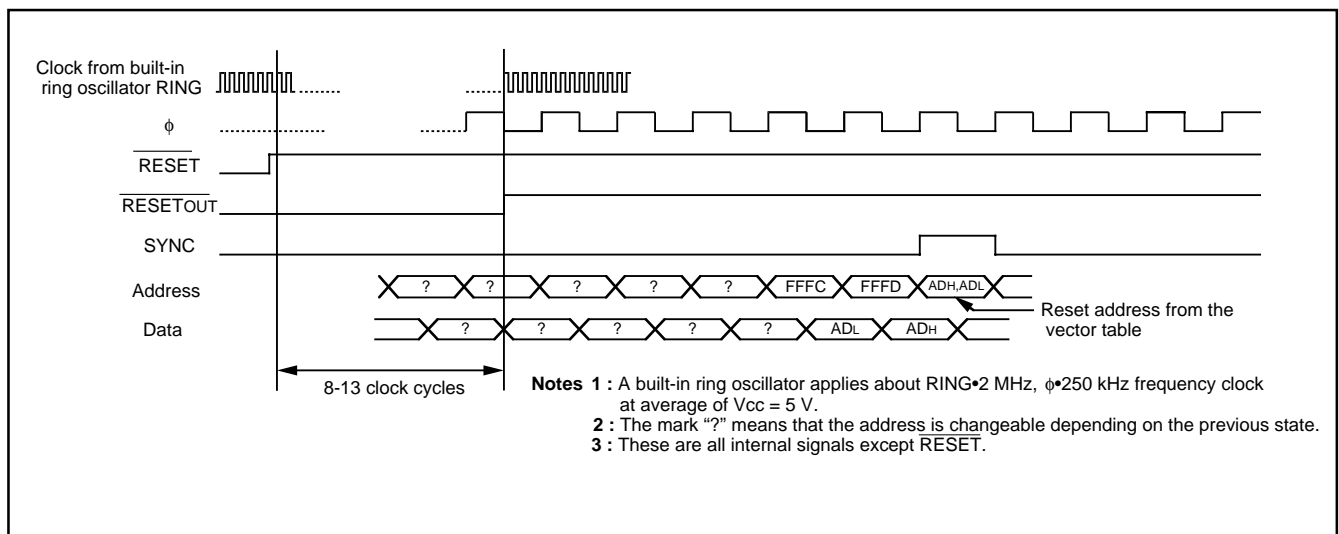 Clock from built-in
ring oscillator RING
ϕ
RESET
RESETOUT
SYNC
Address
? ? ? ? ? FFFC FFFD ADH,ADL
Data
? ? ? ? ? ADL ADH
Reset address from the
vector table
8-13 clock cycles
Notes 1 : A built-in ring oscillator applies about RING•2 MHz, ϕ•250 kHz frequency clock
at average of Vcc = 5 V.
2 : The mark “?” means that the address is changeable depending on the previous state.
3 : These are all internal signals except RESET.